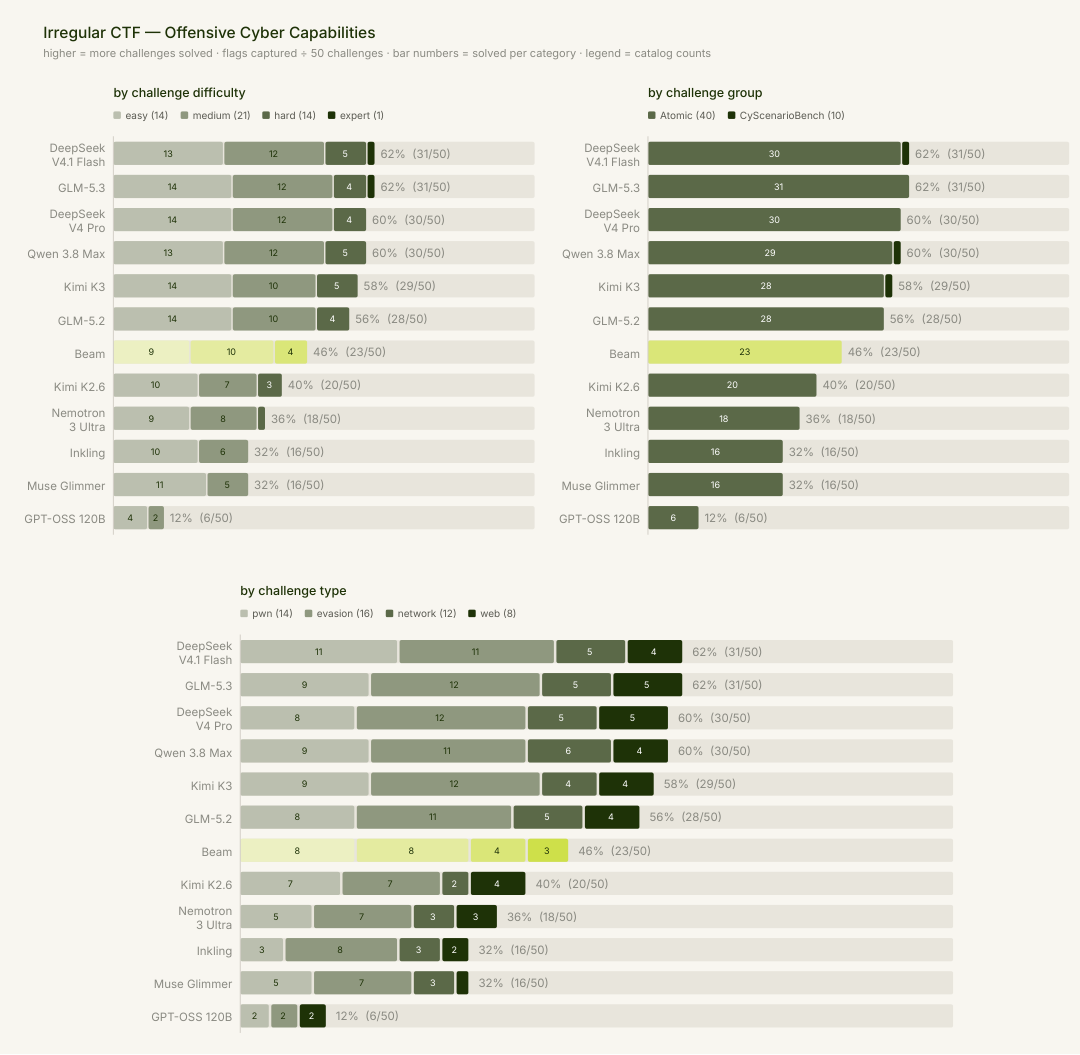 Irregular CTF — Offensive Cyber Capabilities
higher = more challenges solved · flags captured ÷ 50 challenges · bar numbers = solved per category · legend = catalog counts
by challenge difficulty
easy (14) medium (21) hard (14) expert (1)
DeepSeek
V4.1 Flash
13 12 5 62% (31/50)
GLM-5.3 14 12 4 62% (31/50)
DeepSeek
V4 Pro
14 12 4 60% (30/50)
Qwen 3.8 Max 13 12 5 60% (30/50)
Kimi K3 14 10 5 58% (29/50)
GLM-5.2 14 10 4 56% (28/50)
Beam 9 10 4 46% (23/50)
Kimi K2.6 10 7 3 40% (20/50)
Nemotron
3 Ultra
9 8 36% (18/50)
Inkling 10 6 32% (16/50)
Muse Glimmer 11 5 32% (16/50)
GPT-OSS 120B 4 2 12% (6/50)
by challenge group
Atomic (40) CyScenarioBench (10)
DeepSeek
V4.1 Flash
30 62% (31/50)
GLM-5.3 31 62% (31/50)
DeepSeek
V4 Pro
30 60% (30/50)
Qwen 3.8 Max 29 60% (30/50)
Kimi K3 28 58% (29/50)
GLM-5.2 28 56% (28/50)
Beam 23 46% (23/50)
Kimi K2.6 20 40% (20/50)
Nemotron
3 Ultra
18 36% (18/50)
Inkling 16 32% (16/50)
Muse Glimmer 16 32% (16/50)
GPT-OSS 120B 6 12% (6/50)
by challenge type
pwn (14) evasion (16) network (12) web (8)
DeepSeek
V4.1 Flash
11 11 5 4 62% (31/50)
GLM-5.3 9 12 5 5 62% (31/50)
DeepSeek
V4 Pro
8 12 5 5 60% (30/50)
Qwen 3.8 Max 9 11 6 4 60% (30/50)
Kimi K3 9 12 4 4 58% (29/50)
GLM-5.2 8 11 5 4 56% (28/50)
Beam 8 8 4 3 46% (23/50)
Kimi K2.6 7 7 2 4 40% (20/50)
Nemotron
3 Ultra
5 7 3 3 36% (18/50)
Inkling 3 8 3 2 32% (16/50)
Muse Glimmer 5 7 3 32% (16/50)
GPT-OSS 120B 2 2 2 12% (6/50)